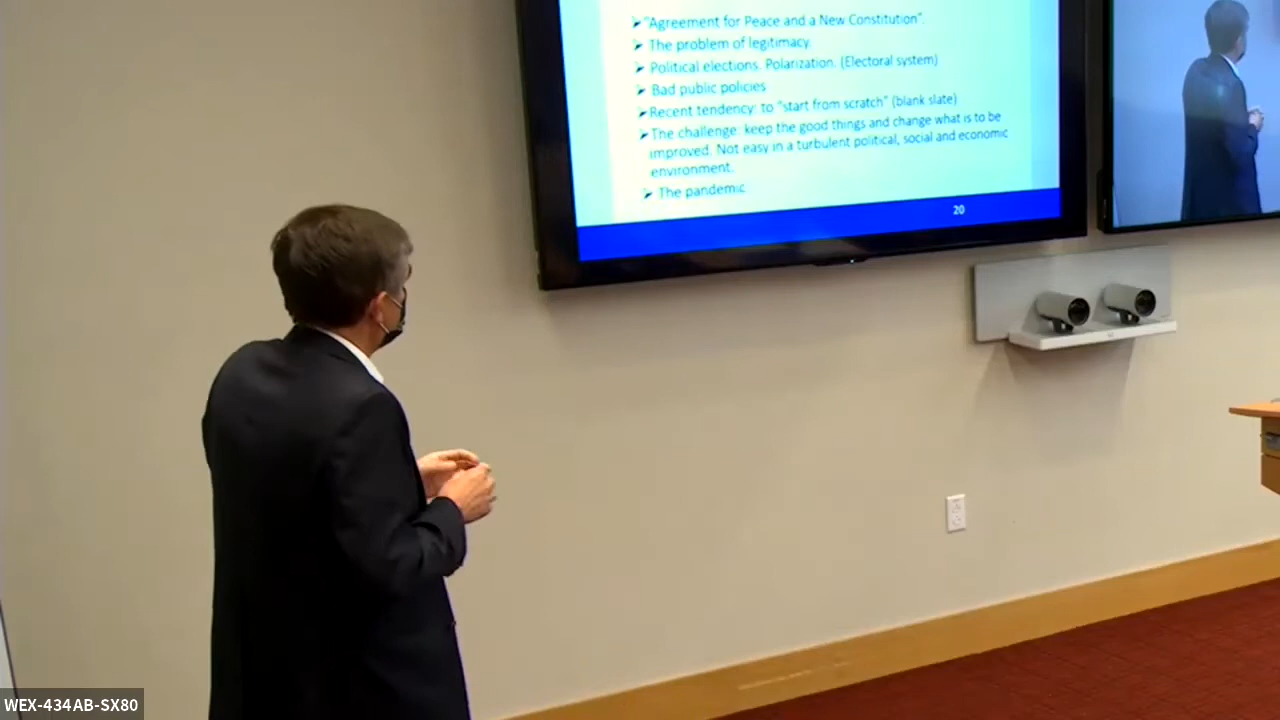 ➢"Agreement for Peace and a New Constitution".
➢ The problem of legitimacy.
➢ Political elections. Polarization. (Electoral system)
➢ Bad public policies
➢Recent tendency: to "start from scratch" (blank slate)
➢The challenge: keep the good things and change what is to be
improved. Not easy in a turbulent political, social and economic
environment.
➢ The pandemic
20
WEX-434AB-SX80